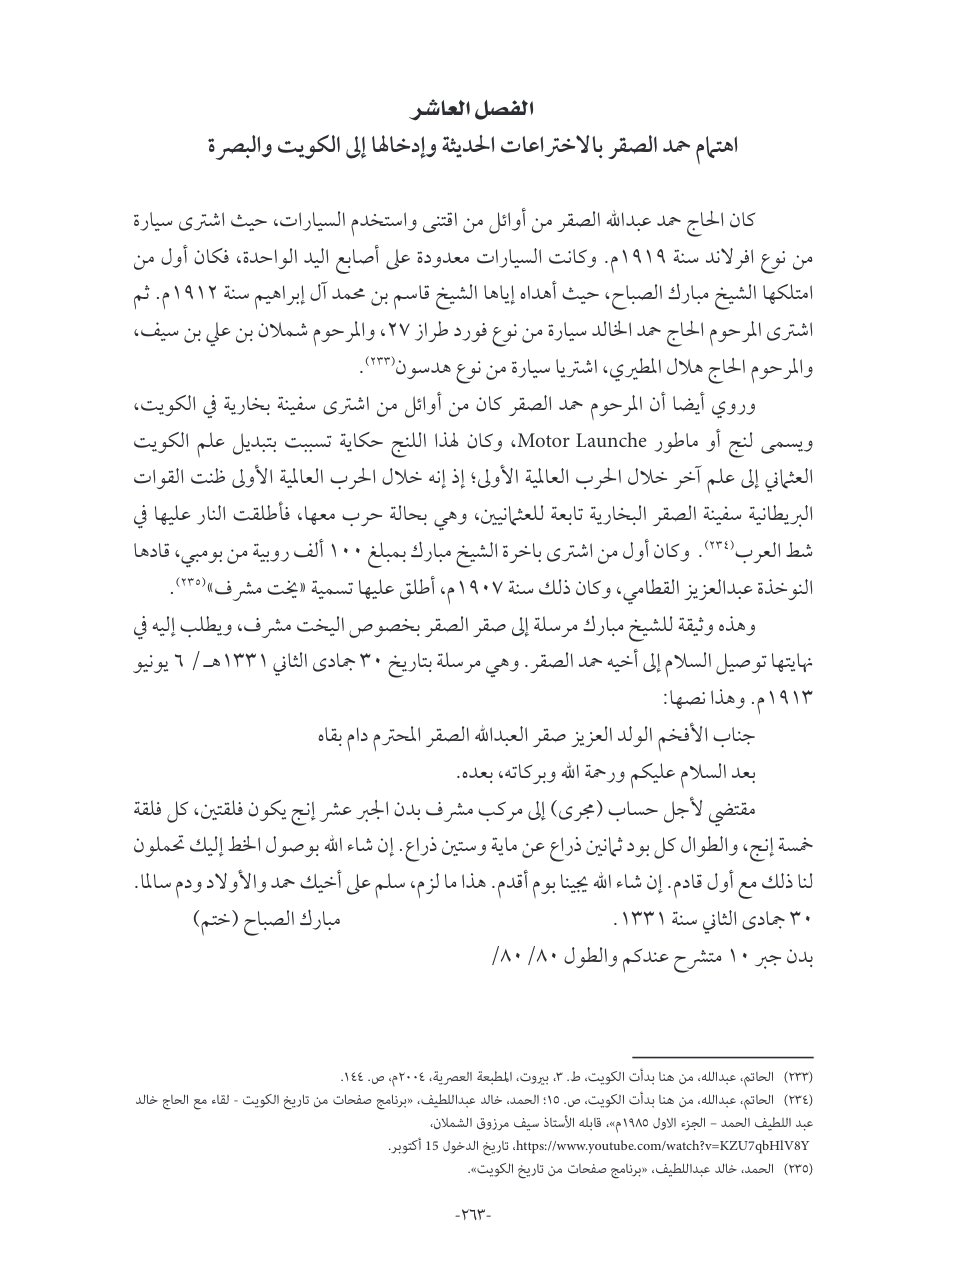 الفصل العاشر
اهتمام حمد الصقر بالاختراعات الحديثة وإدخالها إلى الكويت والبصرة
كان الحاج حمد عبدالله الصقر من أوائل من اقتنى واستخدم السيارات، حيث اشترى سيارة
من نوع افرلاند سنة ١٩١٩م. وكانت السيارات معدودة على أصابع اليد الواحدة، فكان أول من
امتلكها الشيخ مبارك الصباح، حيث أهداه إياها الشيخ قاسم بن محمد آل إبراهيم سنة ١٩١٢م. ثم
اشترى المرحوم الحاج حمد الخالد سيارة من نوع فورد طراز ٢٧، والمرحوم شملان بن علي بن سيف،
والمرحوم الحاج هلال المطيري، اشتريا سيارة من نوع هدسون(٢٣٣).
وروي أيضا أن المرحوم حمد الصقر كان من أوائل من اشترى سفينة بخارية في الكويت،
ويسمى لنج أو ماطور Motor Launche، وكان لهذا اللنج حكاية تسببت بتبديل علم الكويت
العثماني إلى علم آخر خلال الحرب العالمية الأولى؛ إذ إنه خلال الحرب العالمية الأولى ظنت القوات
البريطانية سفينة الصقر البخارية تابعة للعثمانيين، وهي بحالة حرب معها، فأطلقت النار عليها في
شط العرب(٢٣٤). وكان أول من اشترى باخرة الشيخ مبارك بمبلغ ١٠٠ ألف روبية من بومبي، قادها
النوخذة عبدالعزيز القطامي، وكان ذلك سنة ١٩٠٧م، أطلق عليها تسمية «يخت مشرف»(٢٣٥).
وهذه وثيقة للشيخ مبارك مرسلة إلى صقر الصقر بخصوص اليخت مشرف، ويطلب إليه في
نهايتها توصيل السلام إلى أخيه حمد الصقر. وهي مرسلة بتاريخ ٣٠ جمادى الثاني ١٣٣١هـ/ ٦ يونيو
١٩١٣م. وهذا نصها:
جناب الأفخم الولد العزيز صقر العبدالله الصقر المحترم دام بقاه
بعد السلام عليكم ورحمة الله وبركاته، بعده.
مقتضي لأجل حساب (مجرى) إلى مركب مشرف بدن الجبر عشر إنج يكون فلقتين، كل فلقة
خمسة إنج، والطوال كل بود ثمانين ذراع عن ماية وستين ذراع. إن شاء الله بوصول الخط إليك تحملون
لنا ذلك مع أول قادم. إن شاء الله يجينا بوم أقدم. هذا ما لزم، سلم على أخيك حمد والأولاد ودم سالما.
٣٠ جمادى الثاني سنة ١٣٣١. مبارك الصباح (ختم)
بدن جبر ١٠ متشرح عندكم والطول ٨٠/ ٨٠/
(٢٣٣) الحاتم، عبدالله، من هنا بدأت الكويت، ط. ٣، بيروت، المطبعة العصرية، ٢٠٠٤م، ص. ١٤٤.
(٢٣٤) الحاتم، عبدالله، من هنا بدأت الكويت، ص. ١٥؛ الحمد، خالد عبداللطيف، «برنامج صفحات من تاريخ الكويت - لقاء مع الحاج خالد
عبد اللطيف الحمد – الجزء الاول ١٩٨٥م»، قابله الأستاذ سيف مرزوق الشملان،
https://www.youtube.com/watch?v=KZU7qbHlV8Y، تاريخ الدخول 15 أكتوبر.
(٢٣٥) الحمد، خالد عبداللطيف، «برنامج صفحات من تاريخ الكويت».
-٢٦٣-